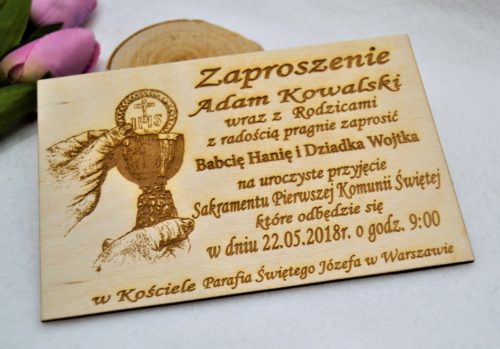 IHS
Zaproszenie
Adam Kowalski
wraz z Rodzicami
z radością pragnie zaprosić
Babcię Hanię i Dziadka Wojtka
na uroczyste przyjęcie
Sakramentu Pierwszej Komunii Świętej
które odbędzie się
w dniu 22.05.2018r. o godz. 9:00
w Kościele Parafia Świętego Józefa w Warszawie